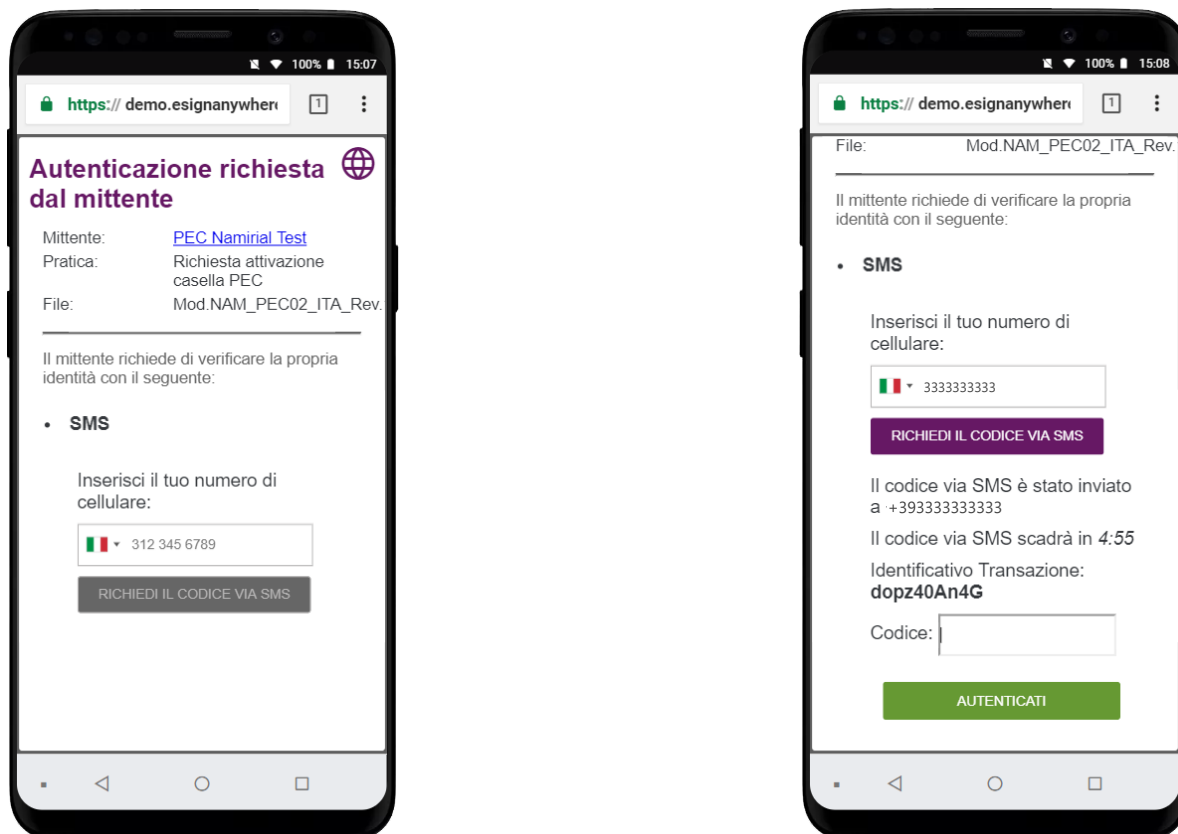 100% 15:07
https:// demo.esignanywhere
1
Autenticazione richiesta
dal mittente
Mittente: PEC Namirial Test
Pratica: Richiesta attivazione
casella PEC
File: Mod.NAM_PEC02_ITA_Rev.
Il mittente richiede di verificare la propria
identità con il seguente:
• SMS
Inserisci il tuo numero di
cellulare:
312 345 6789
RICHIEDI IL CODICE VIA SMS
100% 15:08
https:// demo.esignanywhere
1
File: Mod.NAM_PEC02_ITA_Rev.
Il mittente richiede di verificare la propria
identità con il seguente:
• SMS
Inserisci il tuo numero di
cellulare:
3333333333
RICHIEDI IL CODICE VIA SMS
Il codice via SMS è stato inviato
a +393333333333
Il codice via SMS scadrà in 4:55
Identificativo Transazione:
dopz40An4G
Codice:
AUTENTICATI